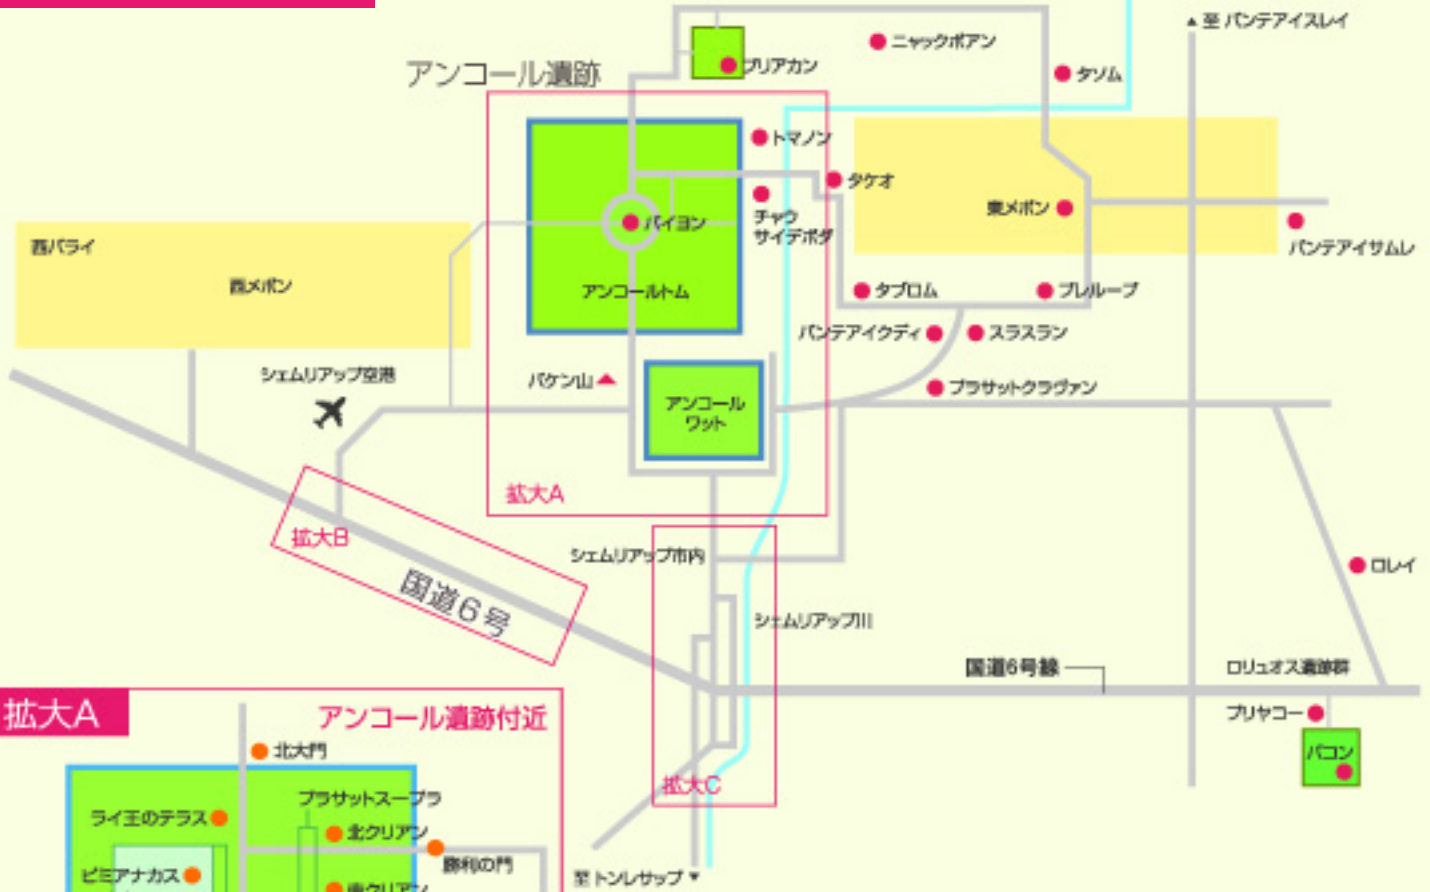 ▲至 バンテアイスレイ
ニャックポアン
プリアカン
タソム
アンコール遺跡
トマノン
タケオ
チャウ
サイテボダ
東メボン
バイヨン
バンテアイサムレ
西バライ
西メボン
アンコールトム
タプロム
プレループ
バンテアイクディ
スラスラン
シェムリアップ空港
バケン山
プラサットクラヴァン
アンコール
ワット
拡大A
拡大B
国道6号
シェムリアップ市内
シェムリアップ川
ロレイ
国道6号線
ロリュオス遺跡群
プリヤコー
バコン
拡大C
至 トンレサップ▼
拡大A
アンコール遺跡付近
北大門
プラサットスープラ
ライ王のテラス
北クリアン
勝利の門
ピミアナカス
南クリアン